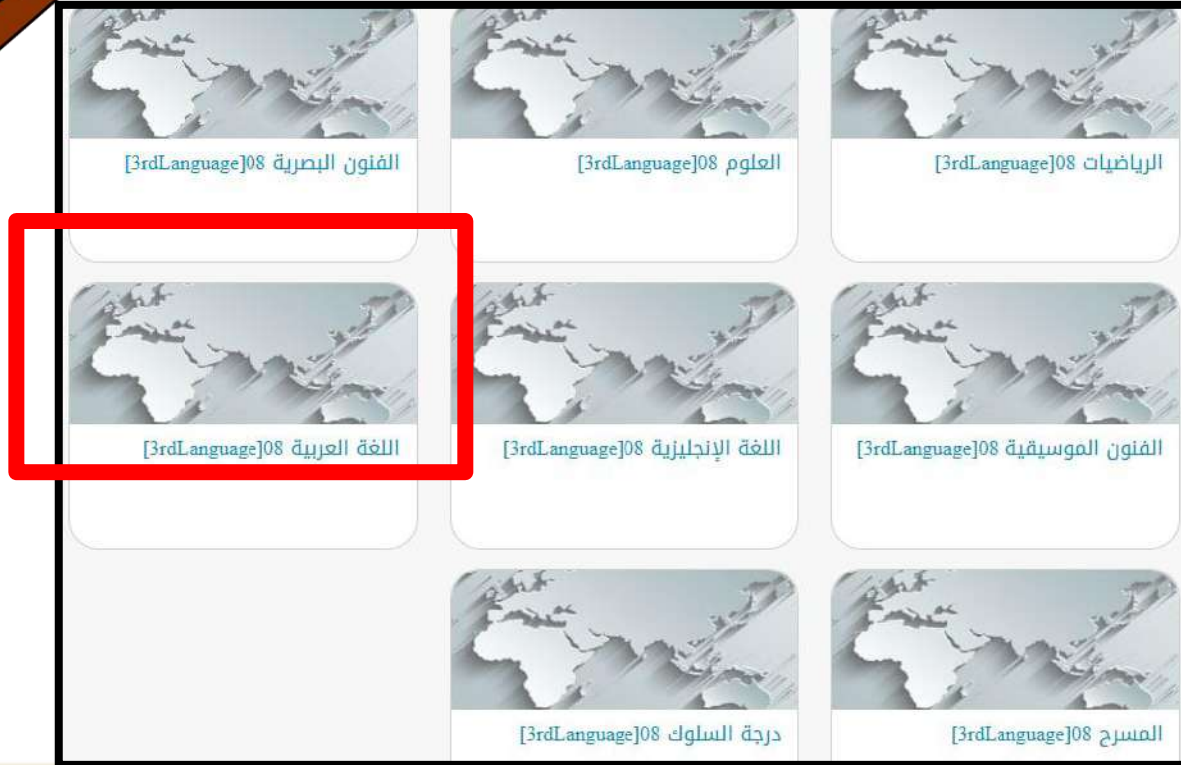 الرياضيات 08[3rdLanguage]
العلوم 08[3rdLanguage]
الفنون البصرية 08[3rdLanguage]
الفنون الموسيقية 08[3rdLanguage]
اللغة الإنجليزية 08[3rdLanguage]
اللغة العربية 08[3rdLanguage]
المسرح 08[3rdLanguage]
درجة السلوك 08[3rdLanguage]